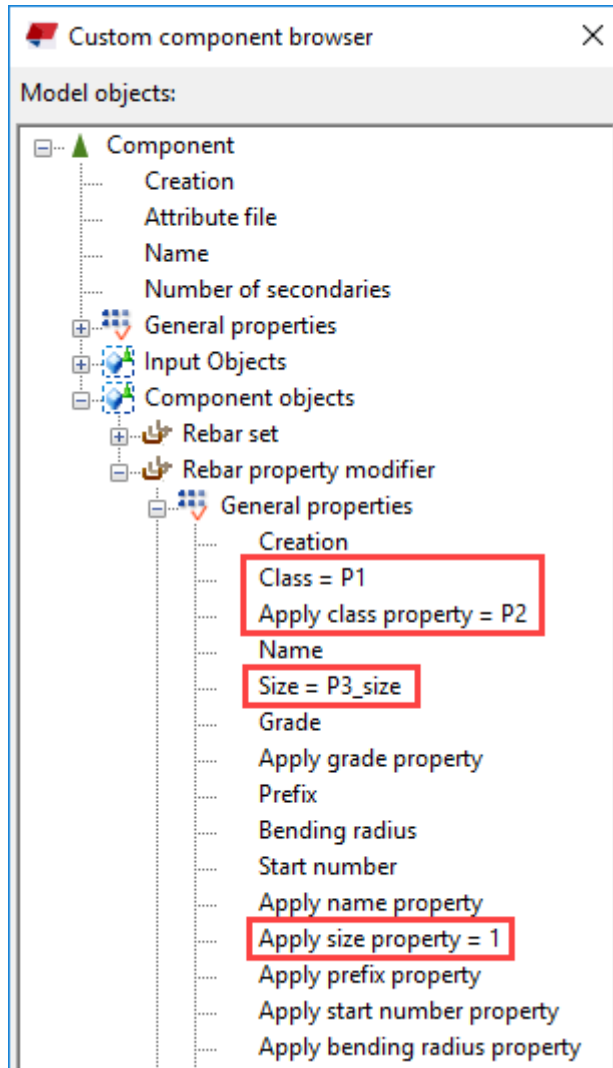 Custom component browser
Model objects:
Component
Creation
Attribute file
Name
Number of secondaries
General properties
Input Objects
Component objects
Rebar set
Rebar property modifier
General properties
Creation
Class = P1
Apply class property = P2
Name
Size = P3_size
Grade
Apply grade property
Prefix
Bending radius
Start number
Apply name property
Apply size property = 1
Apply prefix property
Apply start number property
Apply bending radius property